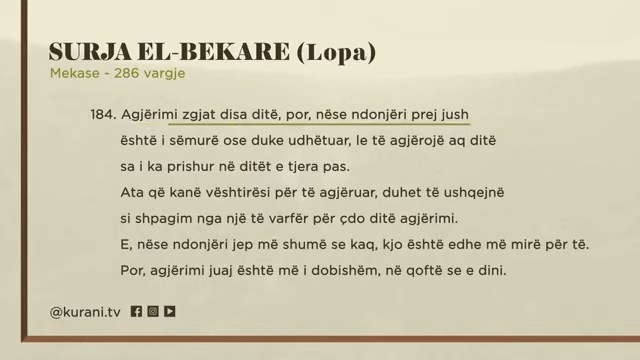 SURJA EL-BEKARE (Lopa)
Mekase - 286 vargje
184. Agjërimi zgjat disa ditë, por, nëse ndonjëri prej jush
është i sëmurë ose duke udhëtuar, le të agjërojë aq ditë
sa i ka prishur në ditët e tjera pas.
Ata që kanë vështirësi për të agjëruar, duhet të ushqejnë
si shpagim nga një të varfër për çdo ditë agjërimi.
E, nëse ndonjëri jep më shumë se kaq, kjo është edhe më mirë për të.
Por, agjërimi juaj është më i dobishëm, në qoftë se e dini.
@kurani.tv